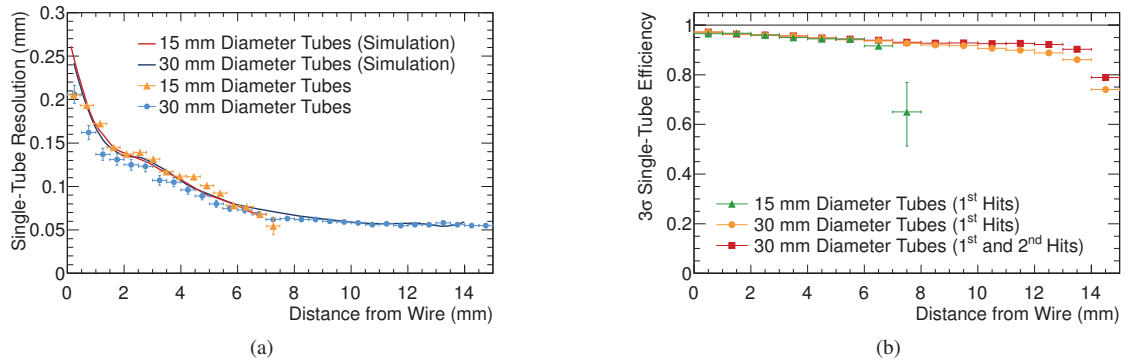 Single-Tube Resolution (mm)
0.3
0.25
0.2
0.15
0.1
0.05
0
15 mm Diameter Tubes (Simulation)
30 mm Diameter Tubes (Simulation)
15 mm Diameter Tubes
30 mm Diameter Tubes
0 2 4 6 8 10 12 14
Distance from Wire (mm)
(a)
3σ Single-Tube Efficiency
1
0.8
0.6
0.4
0.2
0
15 mm Diameter Tubes (1st Hits)
30 mm Diameter Tubes (1st Hits)
30 mm Diameter Tubes (1st and 2nd Hits)
0 2 4 6 8 10 12 14
Distance from Wire (mm)
(b)